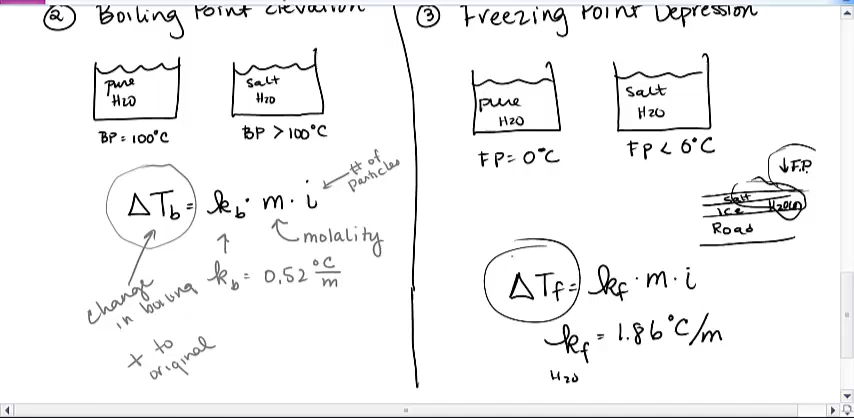 ② Boiling Point Elevation
pure
H2O
BP = 100°C
salt
H2O
BP > 100°C
ΔTb = kb · m · i
# of
particles
molality
kb = 0.52 °C/m
change
in boiling
+ to
original
③ Freezing Point Depression
pure
H2O
FP = 0°C
salt
H2O
FP < 0°C
↓F.P.
salt
Ice
Road
ΔTf = kf · m · i
kf = 1.86°C/m
H2O